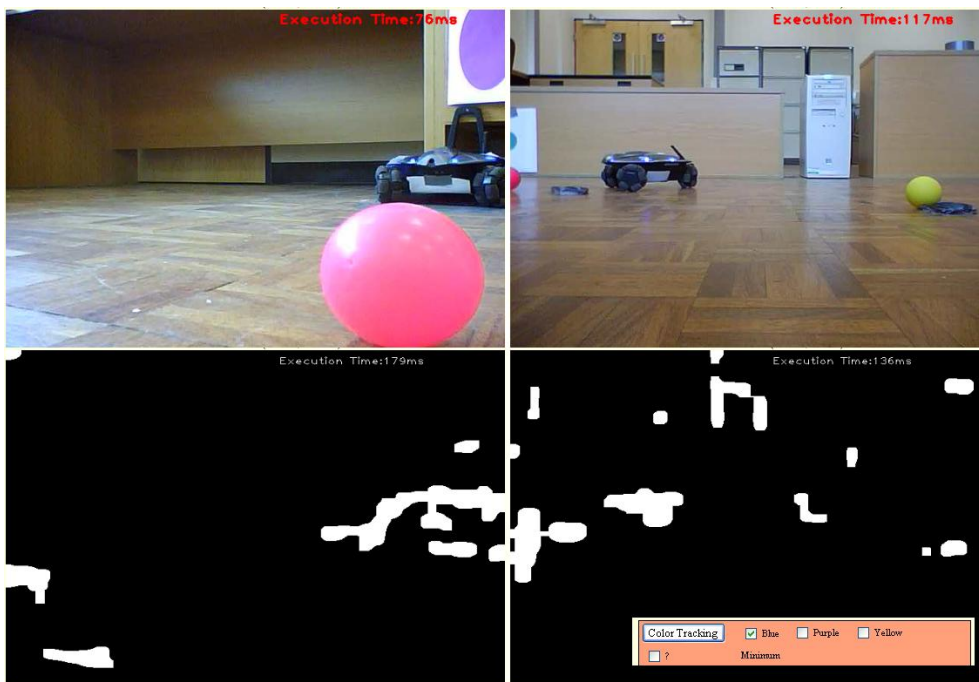 Execution Time:76ms
Execution Time:117ms
Execution Time:179ms
Execution Time:136ms
Color Tracking
Blue
Purple
Yellow
?
Minimum